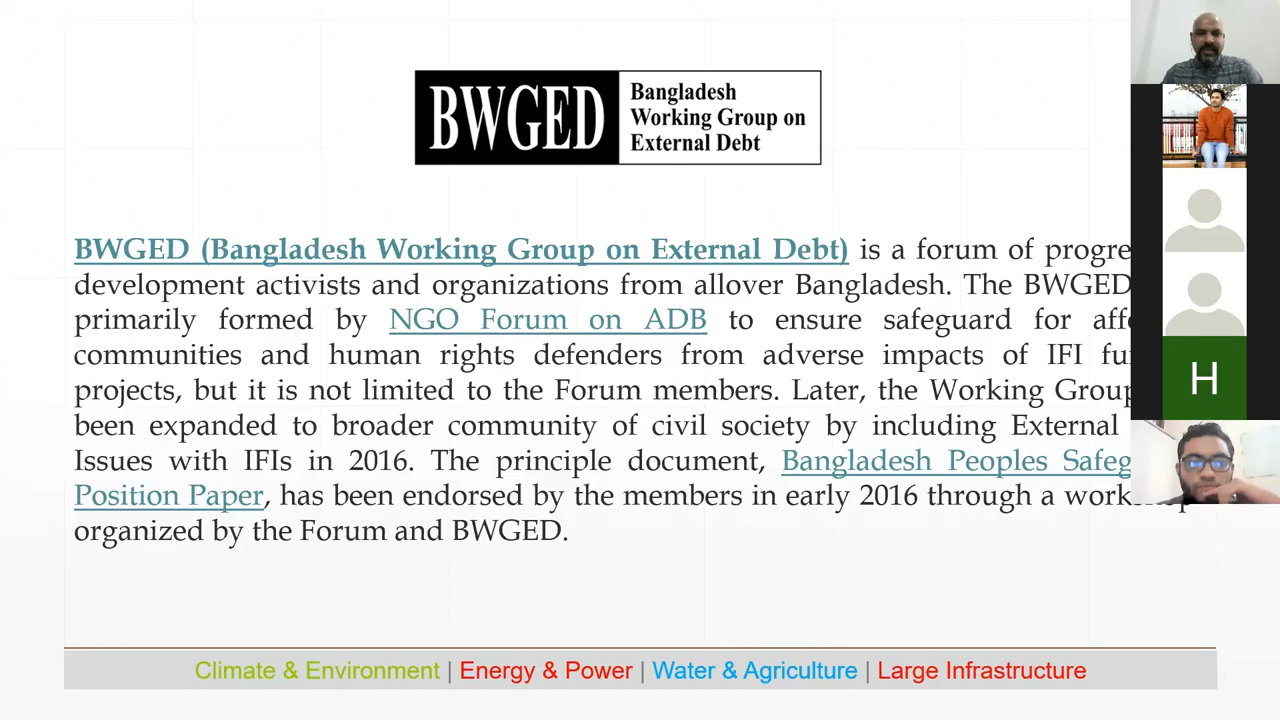 BWGED
Bangladesh
Working Group on
External Debt
BWGED (Bangladesh Working Group on External Debt) is a forum of
development activists and organizations from allover Bangladesh. The BWGED
primarily formed by NGO Forum on ADB to ensure safeguard for
communities and human rights defenders from adverse impacts of IFI
projects, but it is not limited to the Forum members. Later, the Working Group
been expanded to broader community of civil society by including External
Issues with IFIs in 2016. The principle document, Bangladesh Peoples
Position Paper, has been endorsed by the members in early 2016 through a
organized by the Forum and BWGED.
Climate & Environment | Energy & Power | Water & Agriculture | Large Infrastructure
H